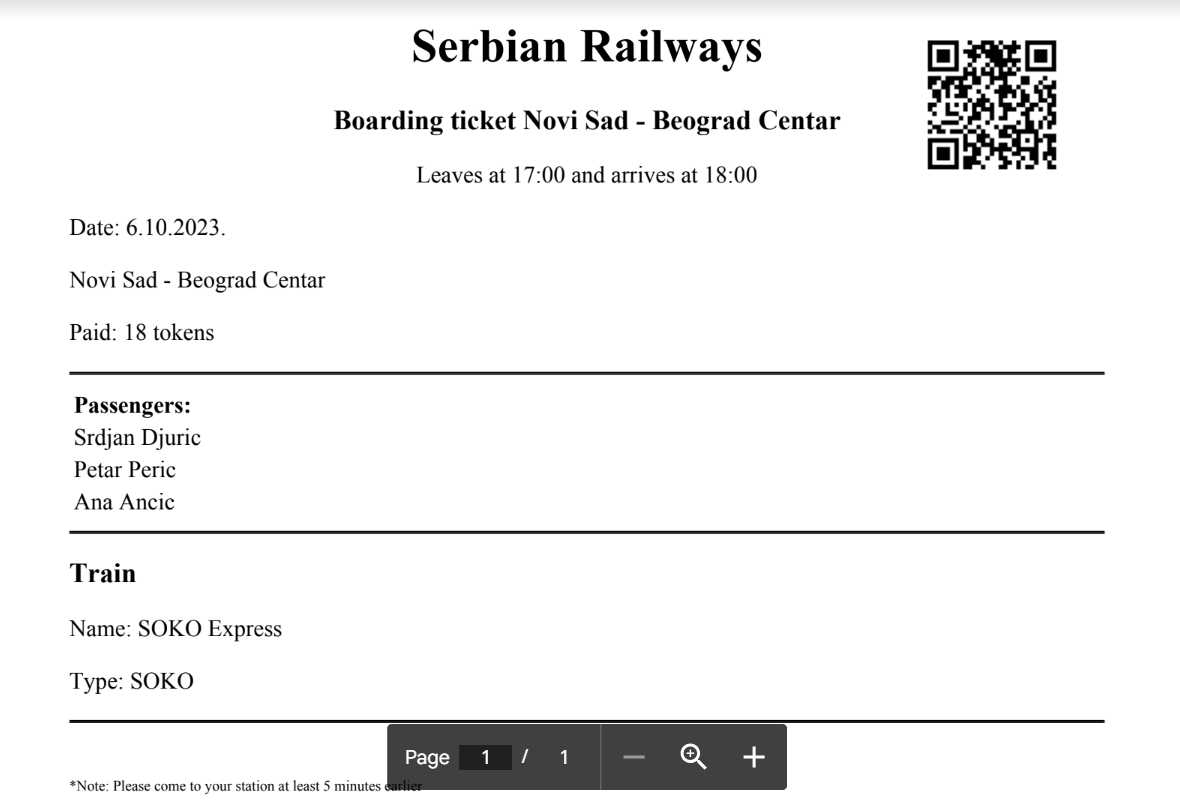 Serbian Railways
Boarding ticket Novi Sad - Beograd Centar
Leaves at 17:00 and arrives at 18:00
Date: 6.10.2023.
Novi Sad - Beograd Centar
Paid: 18 tokens
Passengers:
Srdjan Djuric
Petar Peric
Ana Ancic
Train
Name: SOKO Express
Type: SOKO
Page 1 / 1
*Note: Please come to your station at least 5 minutes earlier